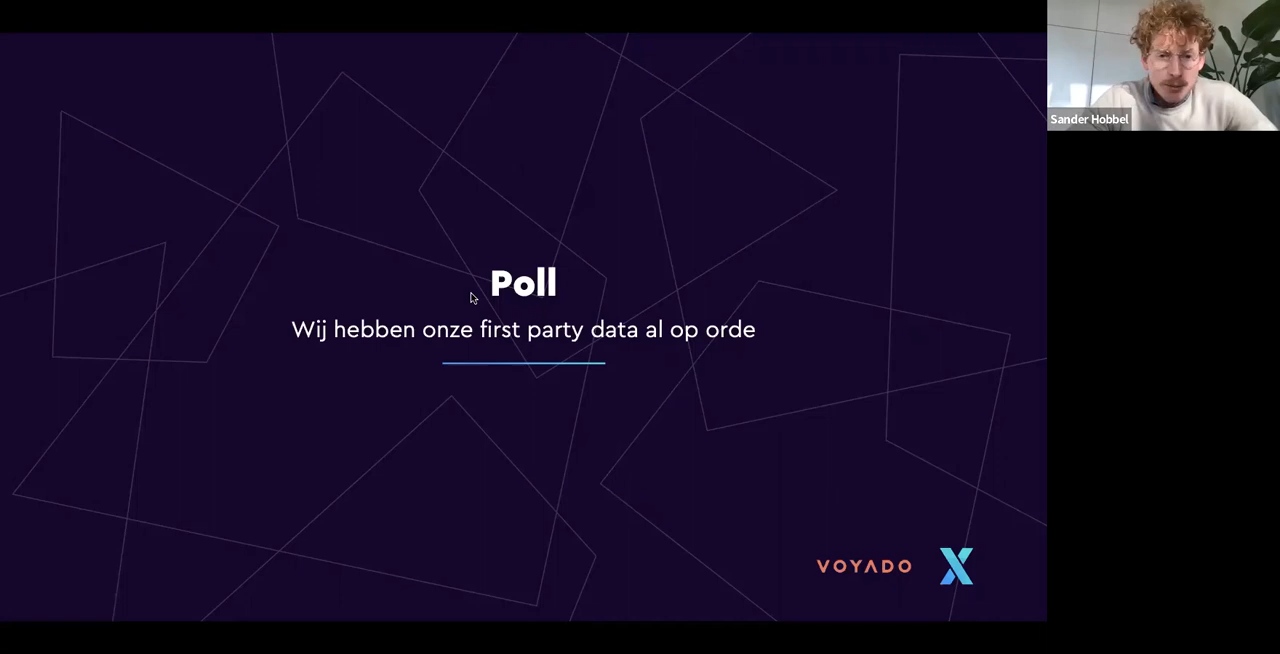 Sander Hobbel
Poll
Wij hebben onze first party data al op orde
VOYADO
X